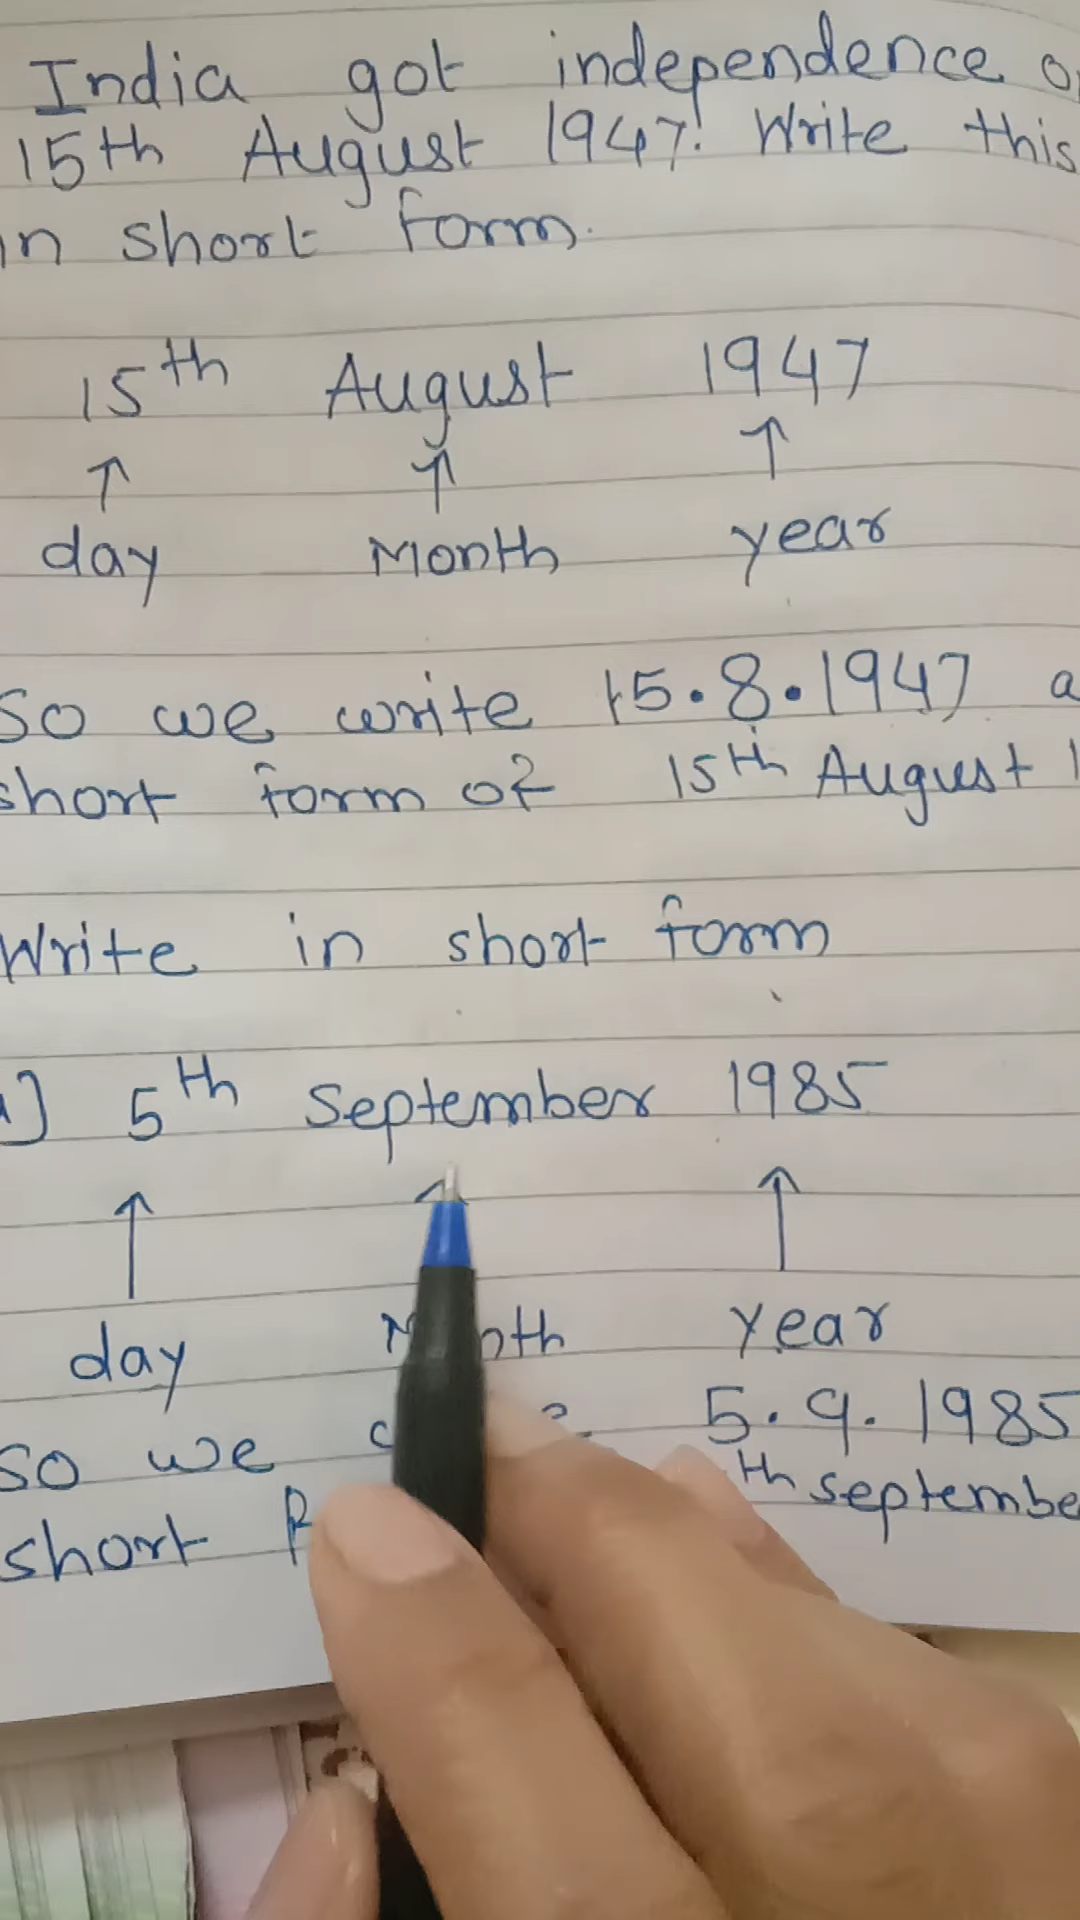 India got independence
15th August 1947. Write this
in short form.
15th August 1947
day Month year
So we write 15.8.1947
short form of 15th August
Write in short form
5th September 1985
day year
so we 5.9.1985
short th septembe